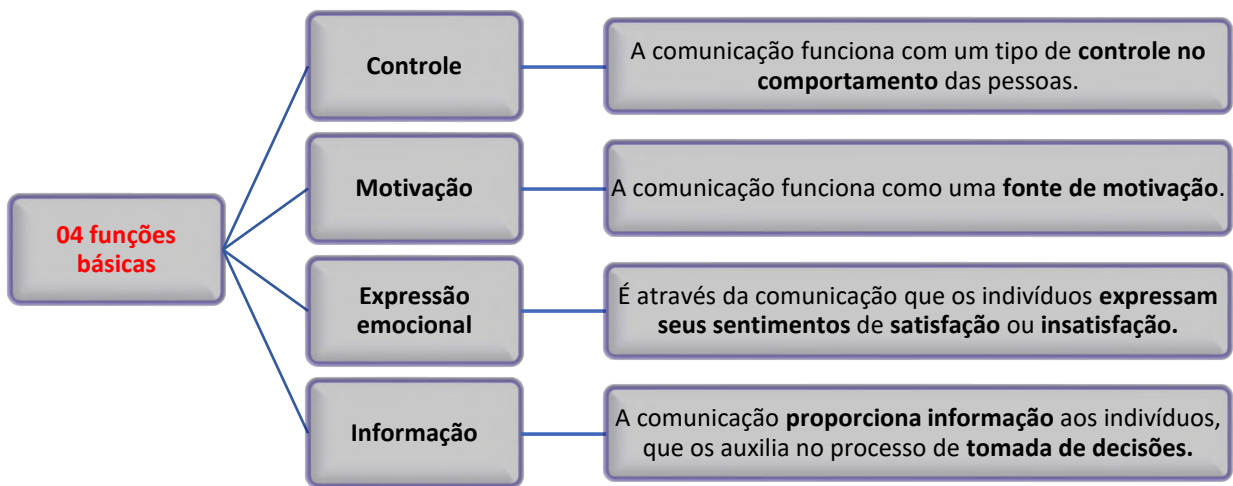 04 funções
básicas
Controle
A comunicação funciona com um tipo de controle no
comportamento das pessoas.
Motivação
A comunicação funciona como uma fonte de motivação.
Expressão
emocional
É através da comunicação que os indivíduos expressam
seus sentimentos de satisfação ou insatisfação.
Informação
A comunicação proporciona informação aos indivíduos,
que os auxilia no processo de tomada de decisões.